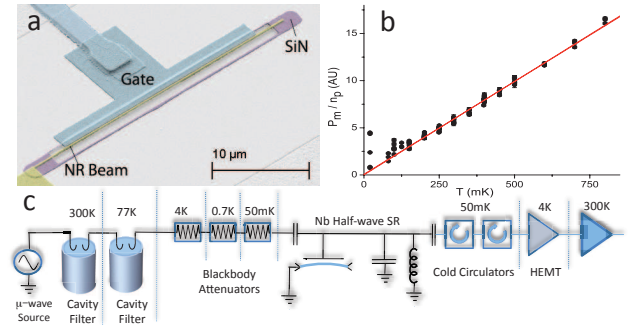 a
SiN
Gate
NR Beam
10 µm
b
P_m / n_p (AU)
15
10
5
0
0
250
500
750
T (mK)
c
300K
77K
4K
0.7K
50mK
Nb Half-wave SR
50mK
4K
300K
µ-wave
Source
Cavity
Filter
Cavity
Filter
Blackbody
Attenuators
Cold Circulators
HEMT